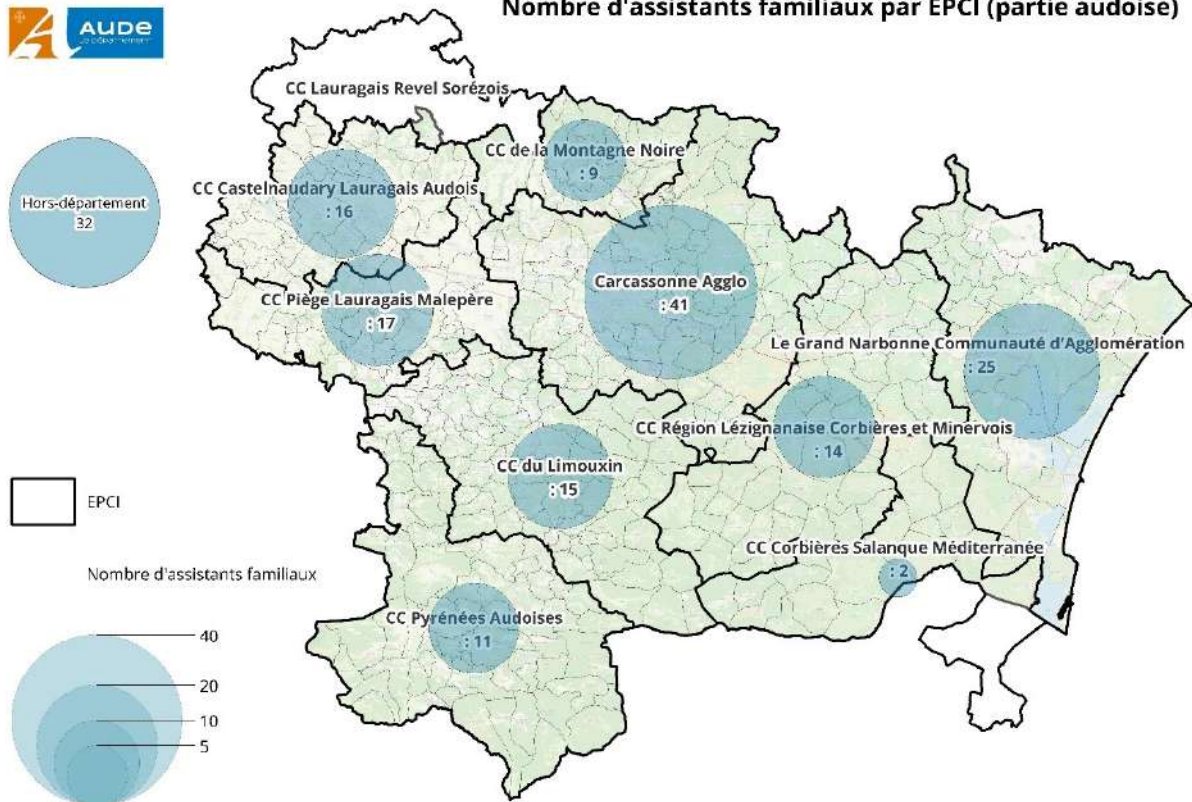 Nombre d'assistants familiaux par EPCI (partie audoise)
AUDe
CC Lauragais Revel Sorézois
CC de la Montagne Noire
: 9
Hors-département
32
CC Castelnaudary Lauragais Audois
: 16
CC Piège Lauragais Malepère
: 17
Carcassonne Agglo
: 41
Le Grand Narbonne Communauté d'Agglomération
: 25
CC Région Lézignanaise Corbières et Minervois
: 14
CC du Limouxin
: 15
EPCI
CC Corbières Salanque Méditerranée
: 2
Nombre d'assistants familiaux
CC Pyrénées Audoises
: 11
40
20
10
5